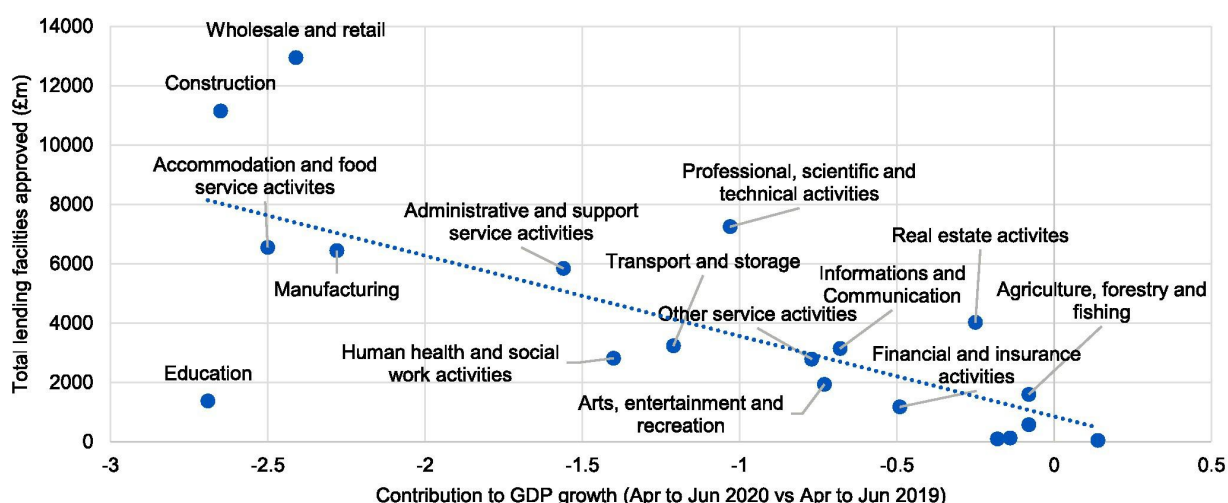 Total lending facilties approved (£m)
14000
12000
10000
8000
6000
4000
2000
0
Wholesale and retail
Construction
Accommodation and food
service activites
Manufacturing
Education
Administrative and support
service activities
Human health and social
work activities
Professional, scientific and
technical activities
Transport and storage
Other service activities
Arts, entertainment and
recreation
Real estate activites
Informations and
Communication
Agriculture, forestry and
fishing
Financial and insurance
activities
-3
-2.5
-2
-1.5
-1
-0.5
0
0.5
Contribution to GDP growth (Apr to Jun 2020 vs Apr to Jun 2019)